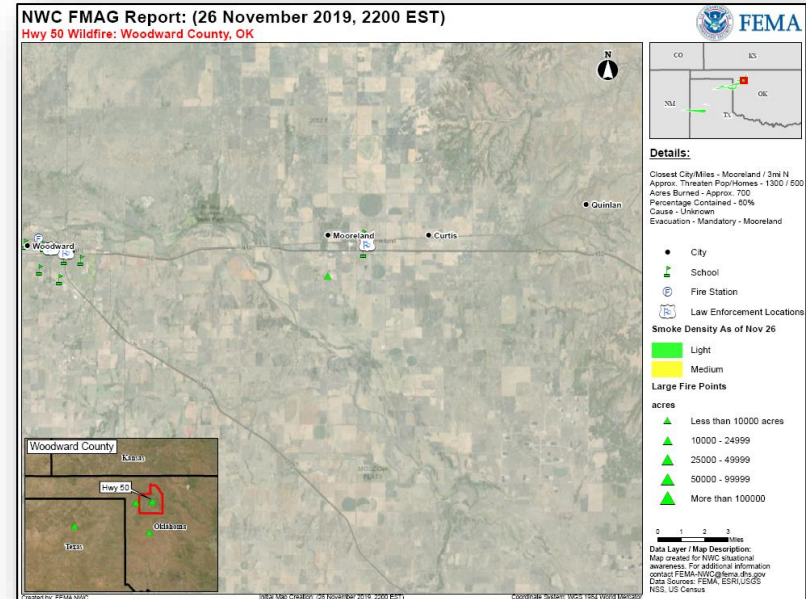 NWC FMAG Report: (26 November 2019, 2200 EST)
Hwy 50 Wildfire: Woodward County, OK
FEMA
N
CO
KS
OK
NM
TX
Details:
Closest City/Miles - Mooreland / 3mi N
Approx. Threaten Pop/Homes - 1300 / 500
Acres Burned - Approx. 700
Percentage Contained - 60%
Cause - Unknown
Evacuation - Mandatory - Mooreland
Quinlan
Woodward
Mooreland
Curtis
City
School
F Fire Station
Law Enforcement Locations
Smoke Density As of Nov 26
Light
Medium
Large Fire Points
acres
Less than 10000 acres
10000 - 24999
25000 - 49999
50000 - 99999
More than 100000
0 1 2 3
Miles
Woodward County
Kansas
Hwy 50
Oklahoma
Texas
Data Layer / Map Description:
Map created for NWC situational
awareness. For additional information
contact FEMA-NWC@fema.dhs.gov
Data Sources: FEMA, ESRI,USGS
NSS, US Census
Created by: FEMA NWC
Initial Map Creation: (26 November 2019, 2200 EST)
Coordinate System: WGS 1984 World Mercator